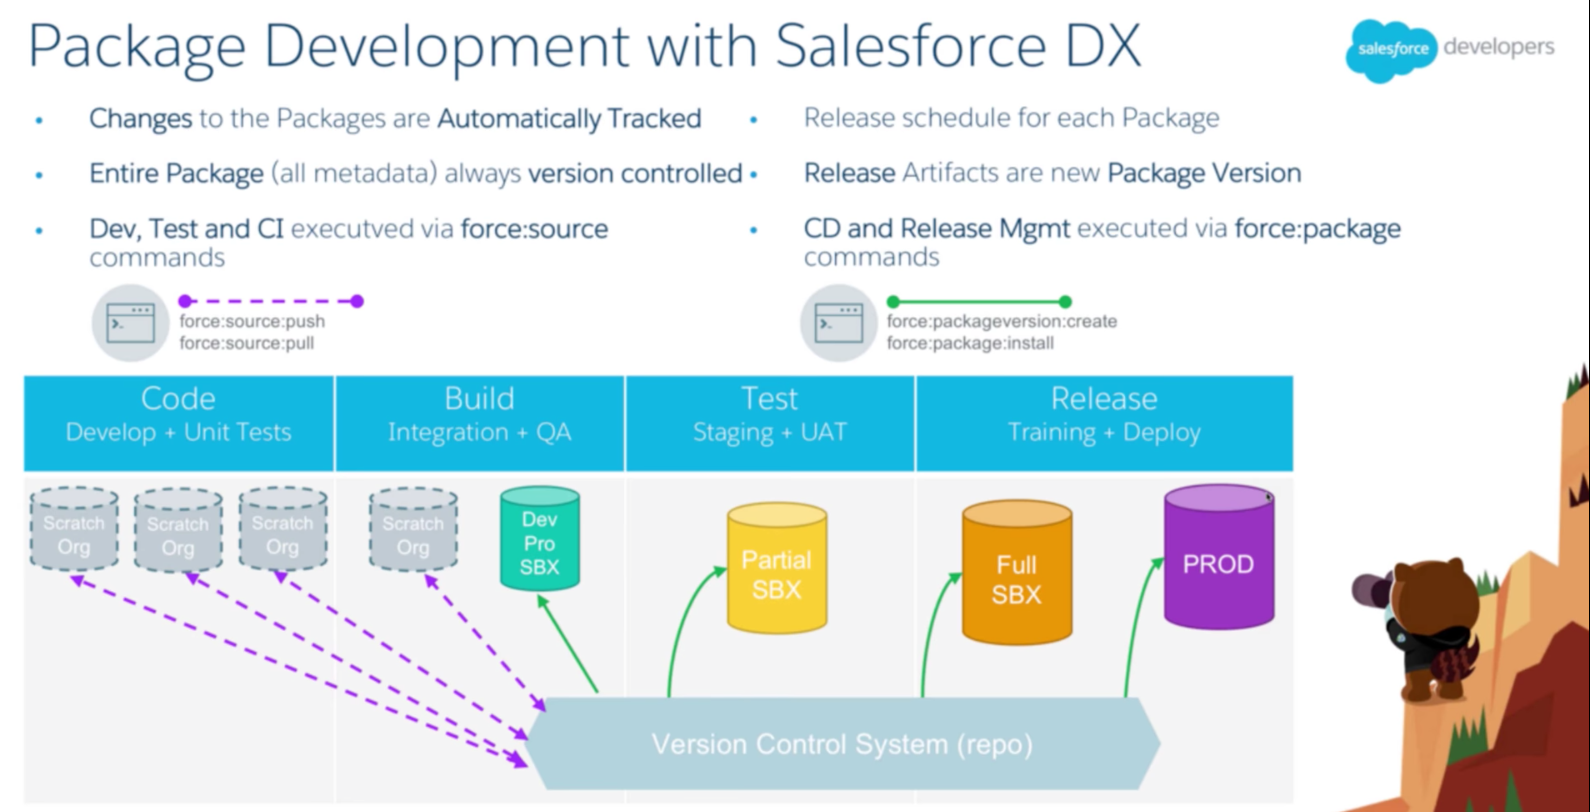 Package Development with Salesforce DX
salesforce developers
• Changes to the Packages are Automatically Tracked
• Entire Package (all metadata) always version controlled
• Dev, Test and CI executved via force:source
commands
force:source:push
force:source:pull
• Release schedule for each Package
• Release Artifacts are new Package Version
• CD and Release Mgmt executed via force:package
commands
force:packageversion:create
force:package:install
Code
Develop + Unit Tests
Build
Integration + QA
Test
Staging + UAT
Release
Training + Deploy
Scratch
Org
Scratch
Org
Scratch
Org
Scratch
Org
Dev
Pro
SBX
Partial
SBX
Full
SBX
PROD
Version Control System (repo)